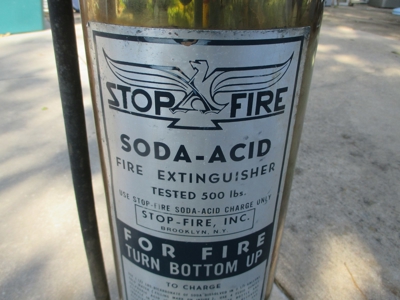 STOP FIRE
SODA-ACID
FIRE EXTINGUISHER
TESTED 500 lbs.
USE STOP-FIRE SODA-ACID CHARGE ONLY
STOP-FIRE, INC.
BROOKLYN, N.Y.
FOR FIRE
TURN BOTTOM UP
TO CHARGE